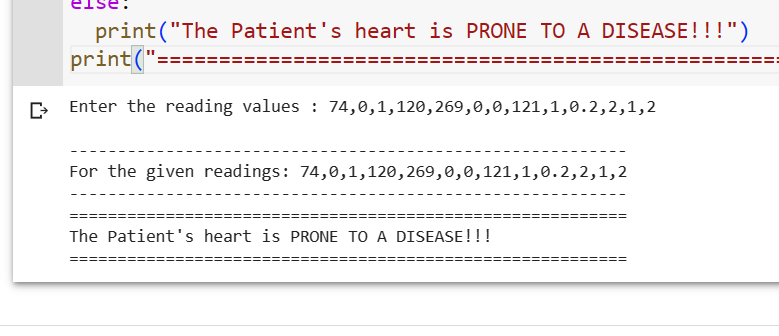 else:
print("The Patient's heart is PRONE TO A DISEASE!!!")
print("===================================================
Enter the reading values : 74,0,1,120,269,0,0,121,1,0.2,2,1,2
----------------------------------------------------------
For the given readings: 74,0,1,120,269,0,0,121,1,0.2,2,1,2
----------------------------------------------------------
==========================================================
The Patient's heart is PRONE TO A DISEASE!!!
==========================================================